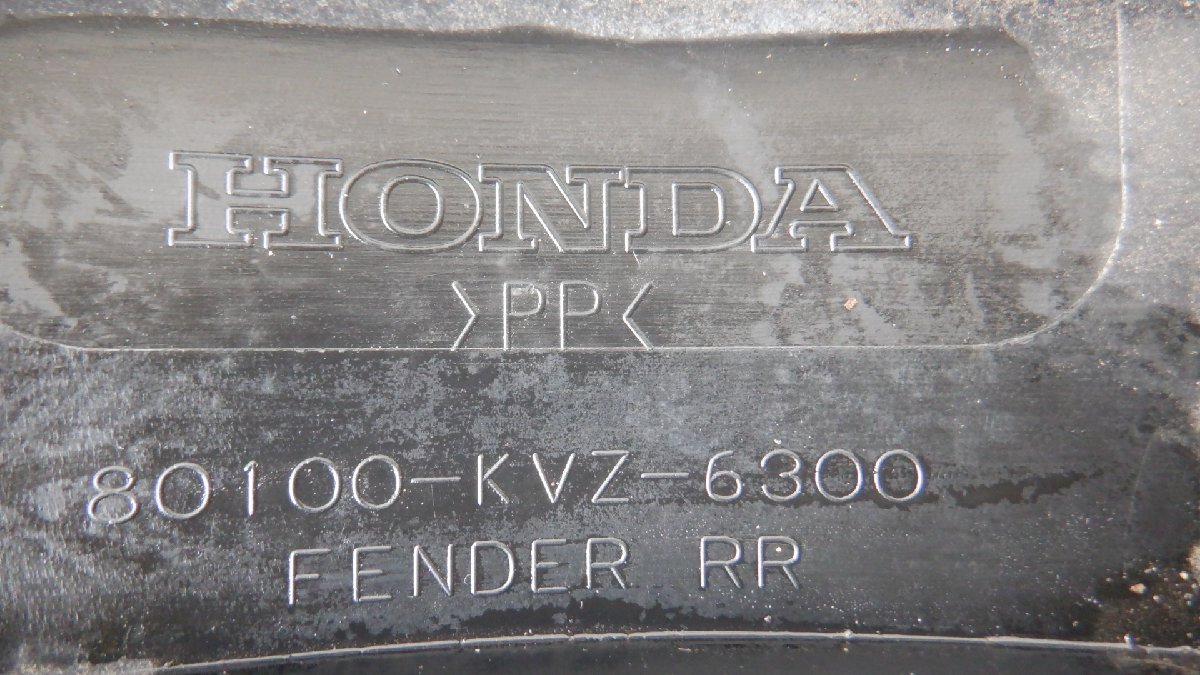 HONDA
>PP<
80100-KVZ-6300
FENDER RR